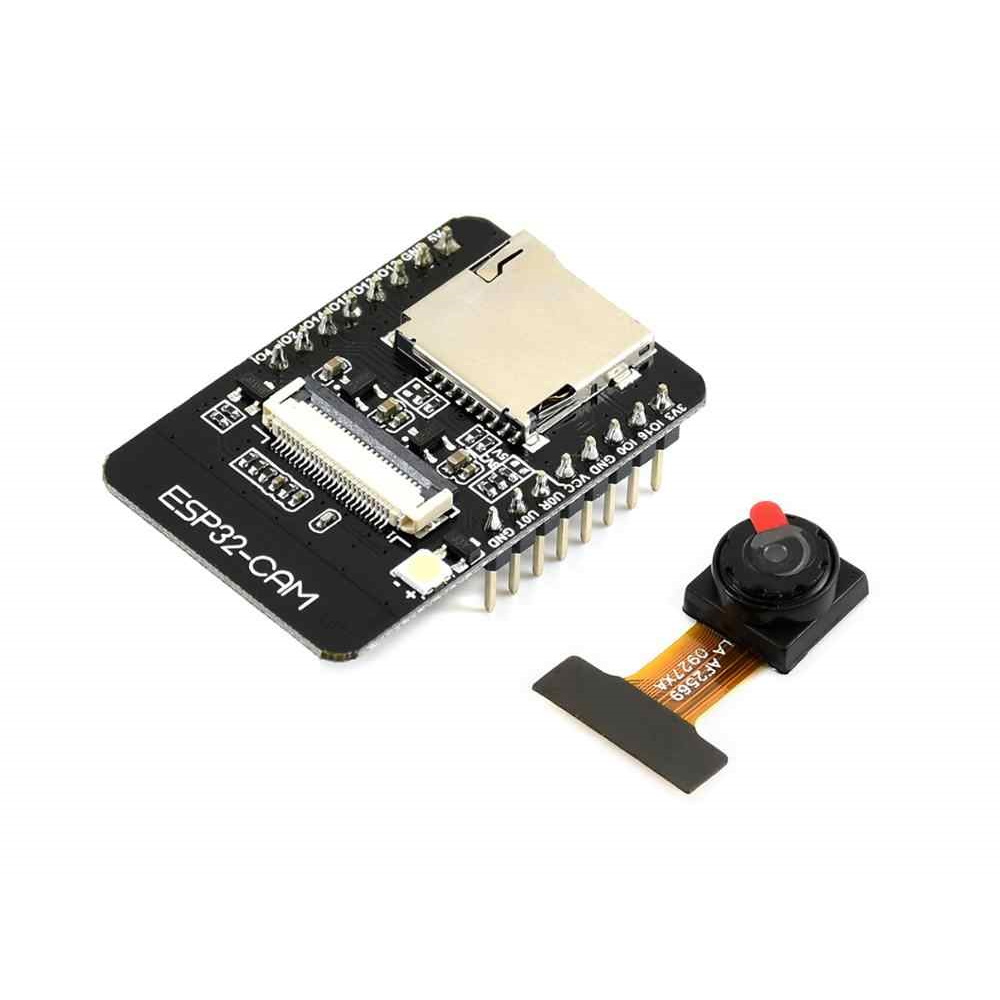 5V
GND
IO12
IO13
IO15
IO14
IO2
IO4
3V3
IO16
IO0
GND
VCC
U0R
U0T
GND
ESP32-CAM
- +
LA AF2569
0927XA